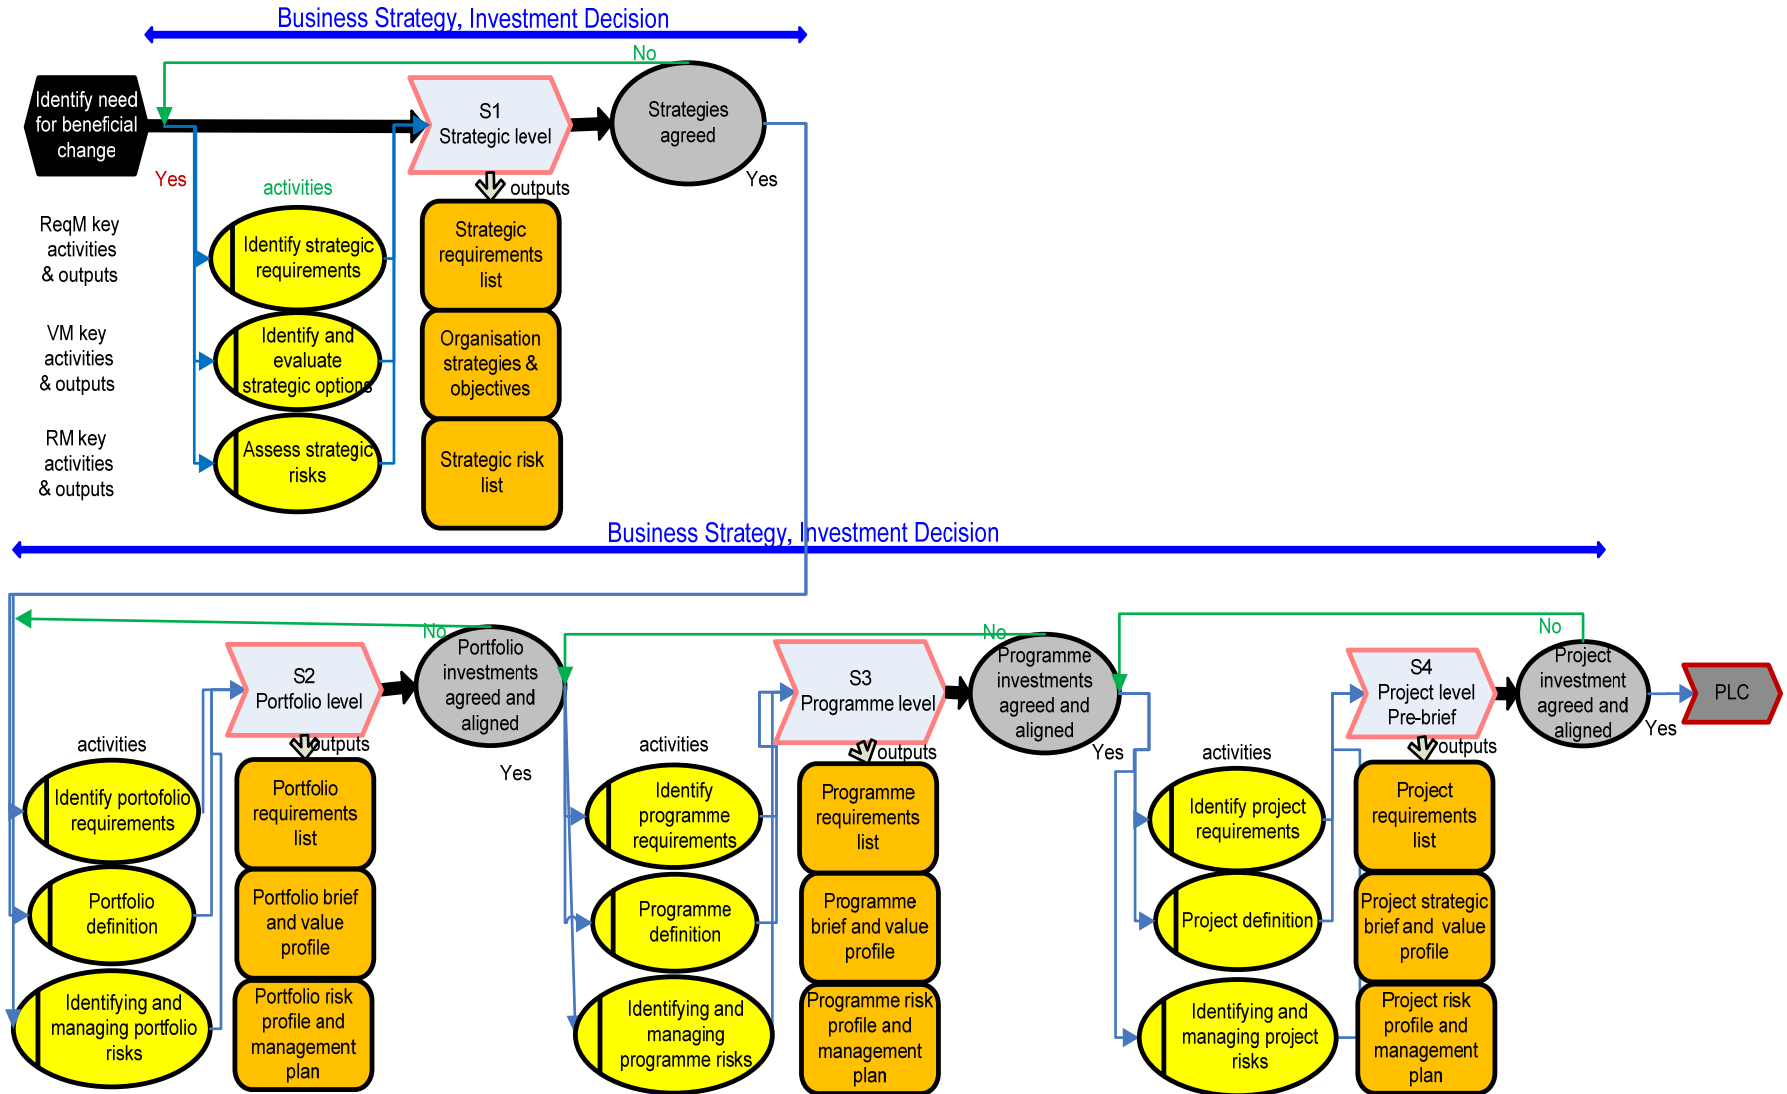 Business Strategy, Investment Decision
No
Identify need
for beneficial
change
S1
Strategic level
Strategies
agreed
Yes
Yes
activities
outputs
ReqM key
activities
& outputs
Identify strategic
requirements
Strategic
requirements
list
VM key
activities
& outputs
Identify and
evaluate
strategic options
Organisation
strategies &
objectives
RM key
activities
& outputs
Assess strategic
risks
Strategic risk
list
Business Strategy, Investment Decision
No
S2
Portfolio level
Portfolio
investments
agreed and
aligned
Yes
activities
outputs
Identify portofolio
requirements
Portfolio
requirements
list
Portfolio
definition
Portfolio brief
and value
profile
Identifying and
managing portfolio
risks
Portfolio risk
profile and
management
plan
No
S3
Programme level
Programme
investments
agreed and
aligned
Yes
activities
outputs
Identify
programme
requirements
Programme
requirements
list
Programme
definition
Programme
brief and value
profile
Identifying and
managing
programme risks
Programme risk
profile and
management
plan
No
S4
Project level
Pre-brief
Project
investment
agreed and
aligned
Yes
PLC
activities
outputs
Identify project
requirements
Project
requirements
list
Project definition
Project strategic
brief and value
profile
Identifying and
managing project
risks
Project risk
profile and
management
plan